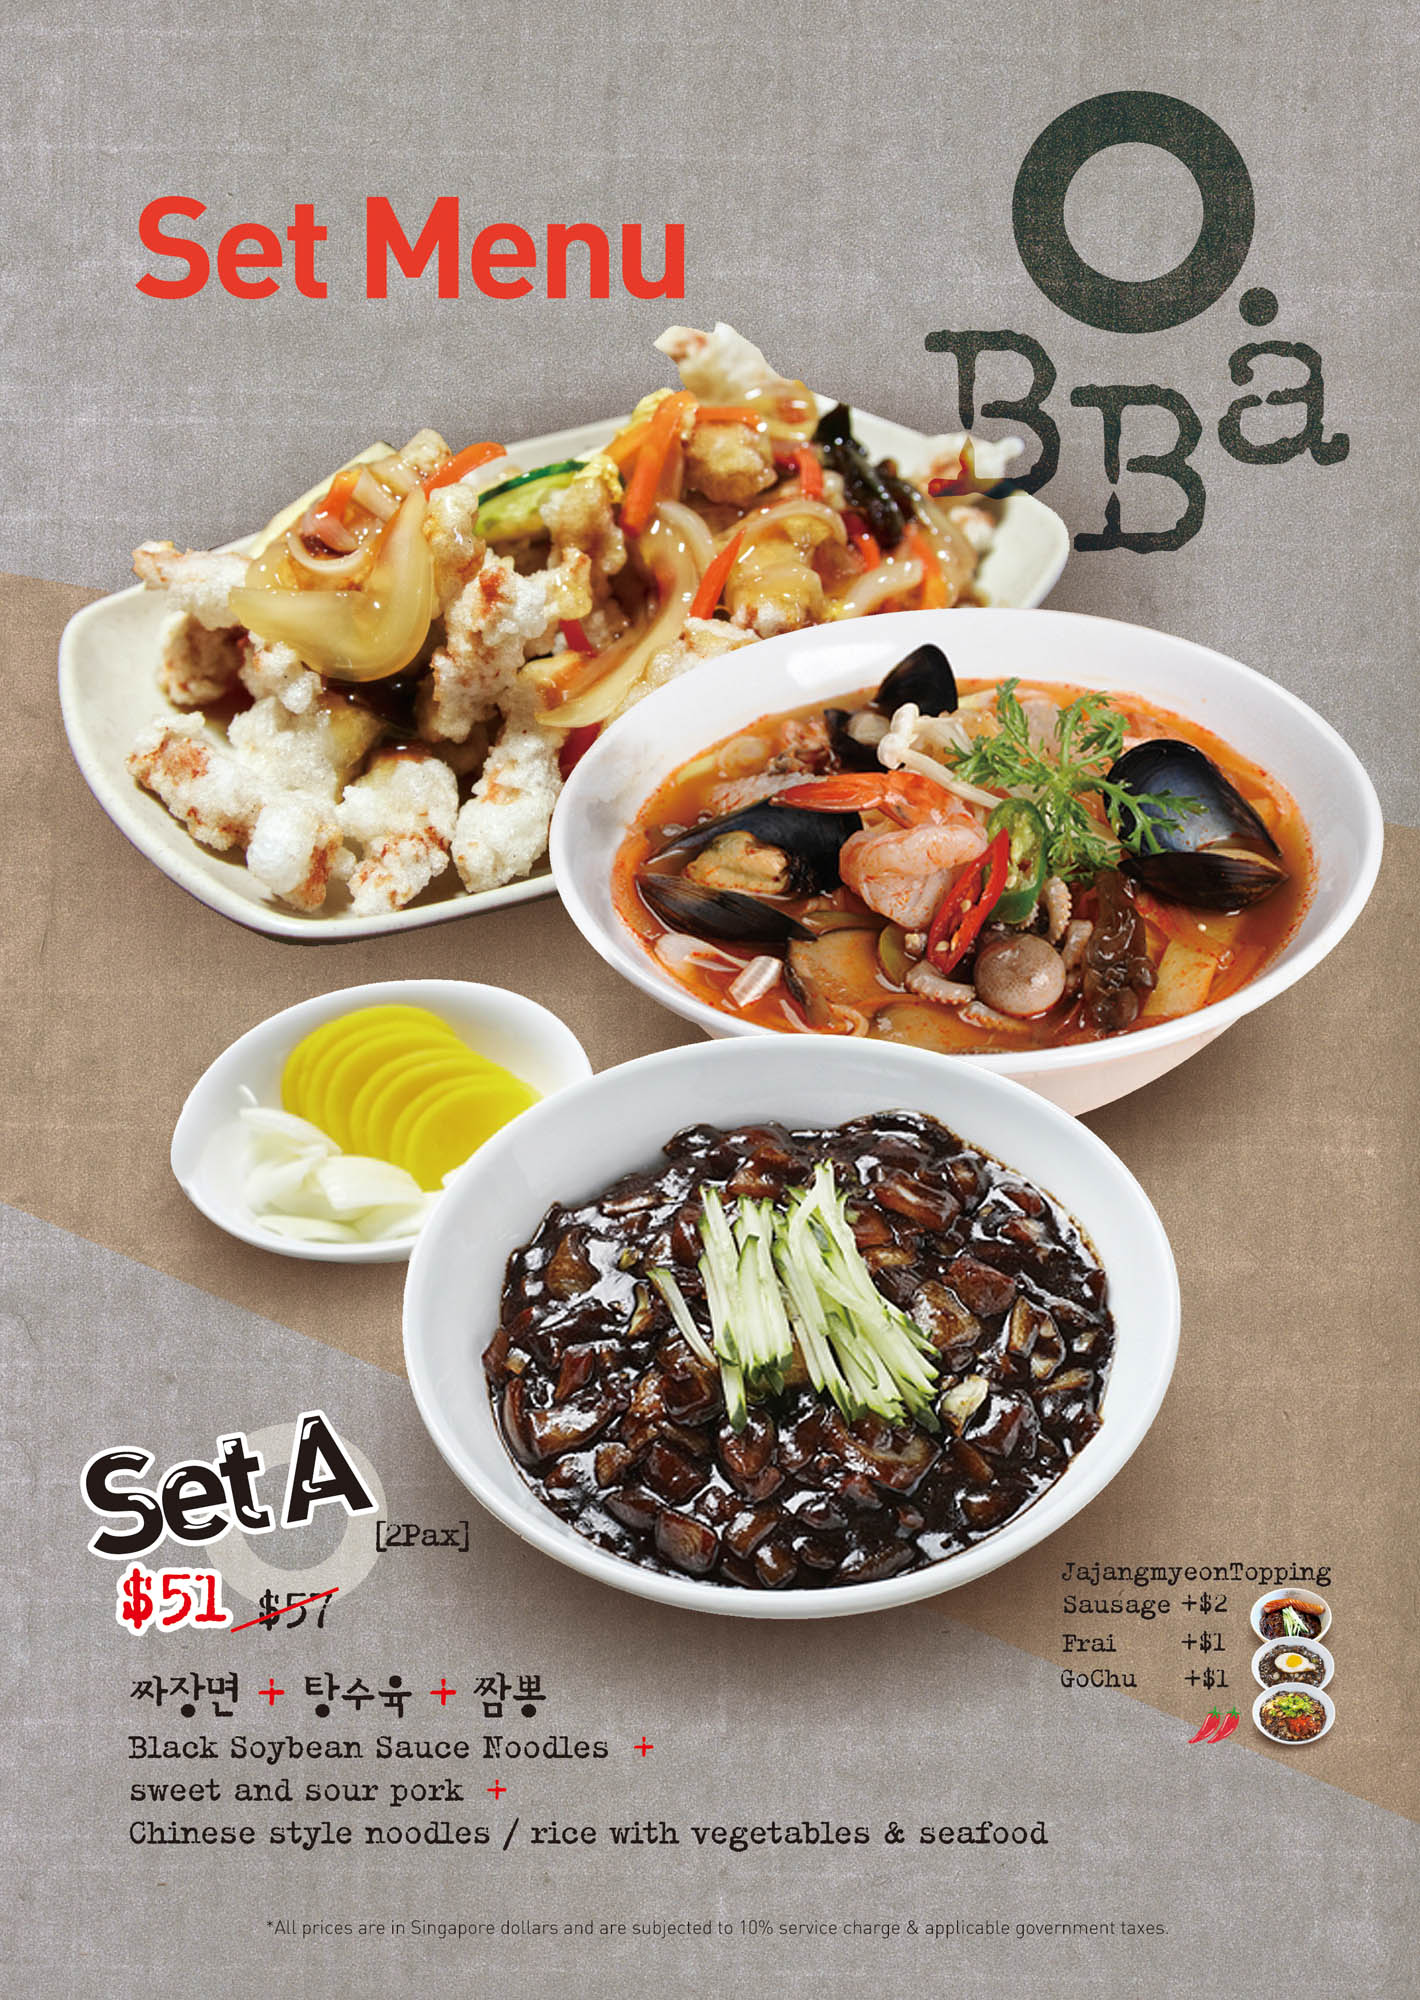 Set Menu
O.BBa
Set A
[2Pax]
$51 $57
짜장면 + 탕수육 + 짬뽕
Black Soybean Sauce Noodles +
sweet and sour pork +
Chinese style noodles / rice with vegetables & seafood
JajangmyeonTopping
Sausage +$2
Frai +$1
GoChu +$1
*All prices are in Singapore dollars and are subjected to 10% service charge & applicable government taxes.